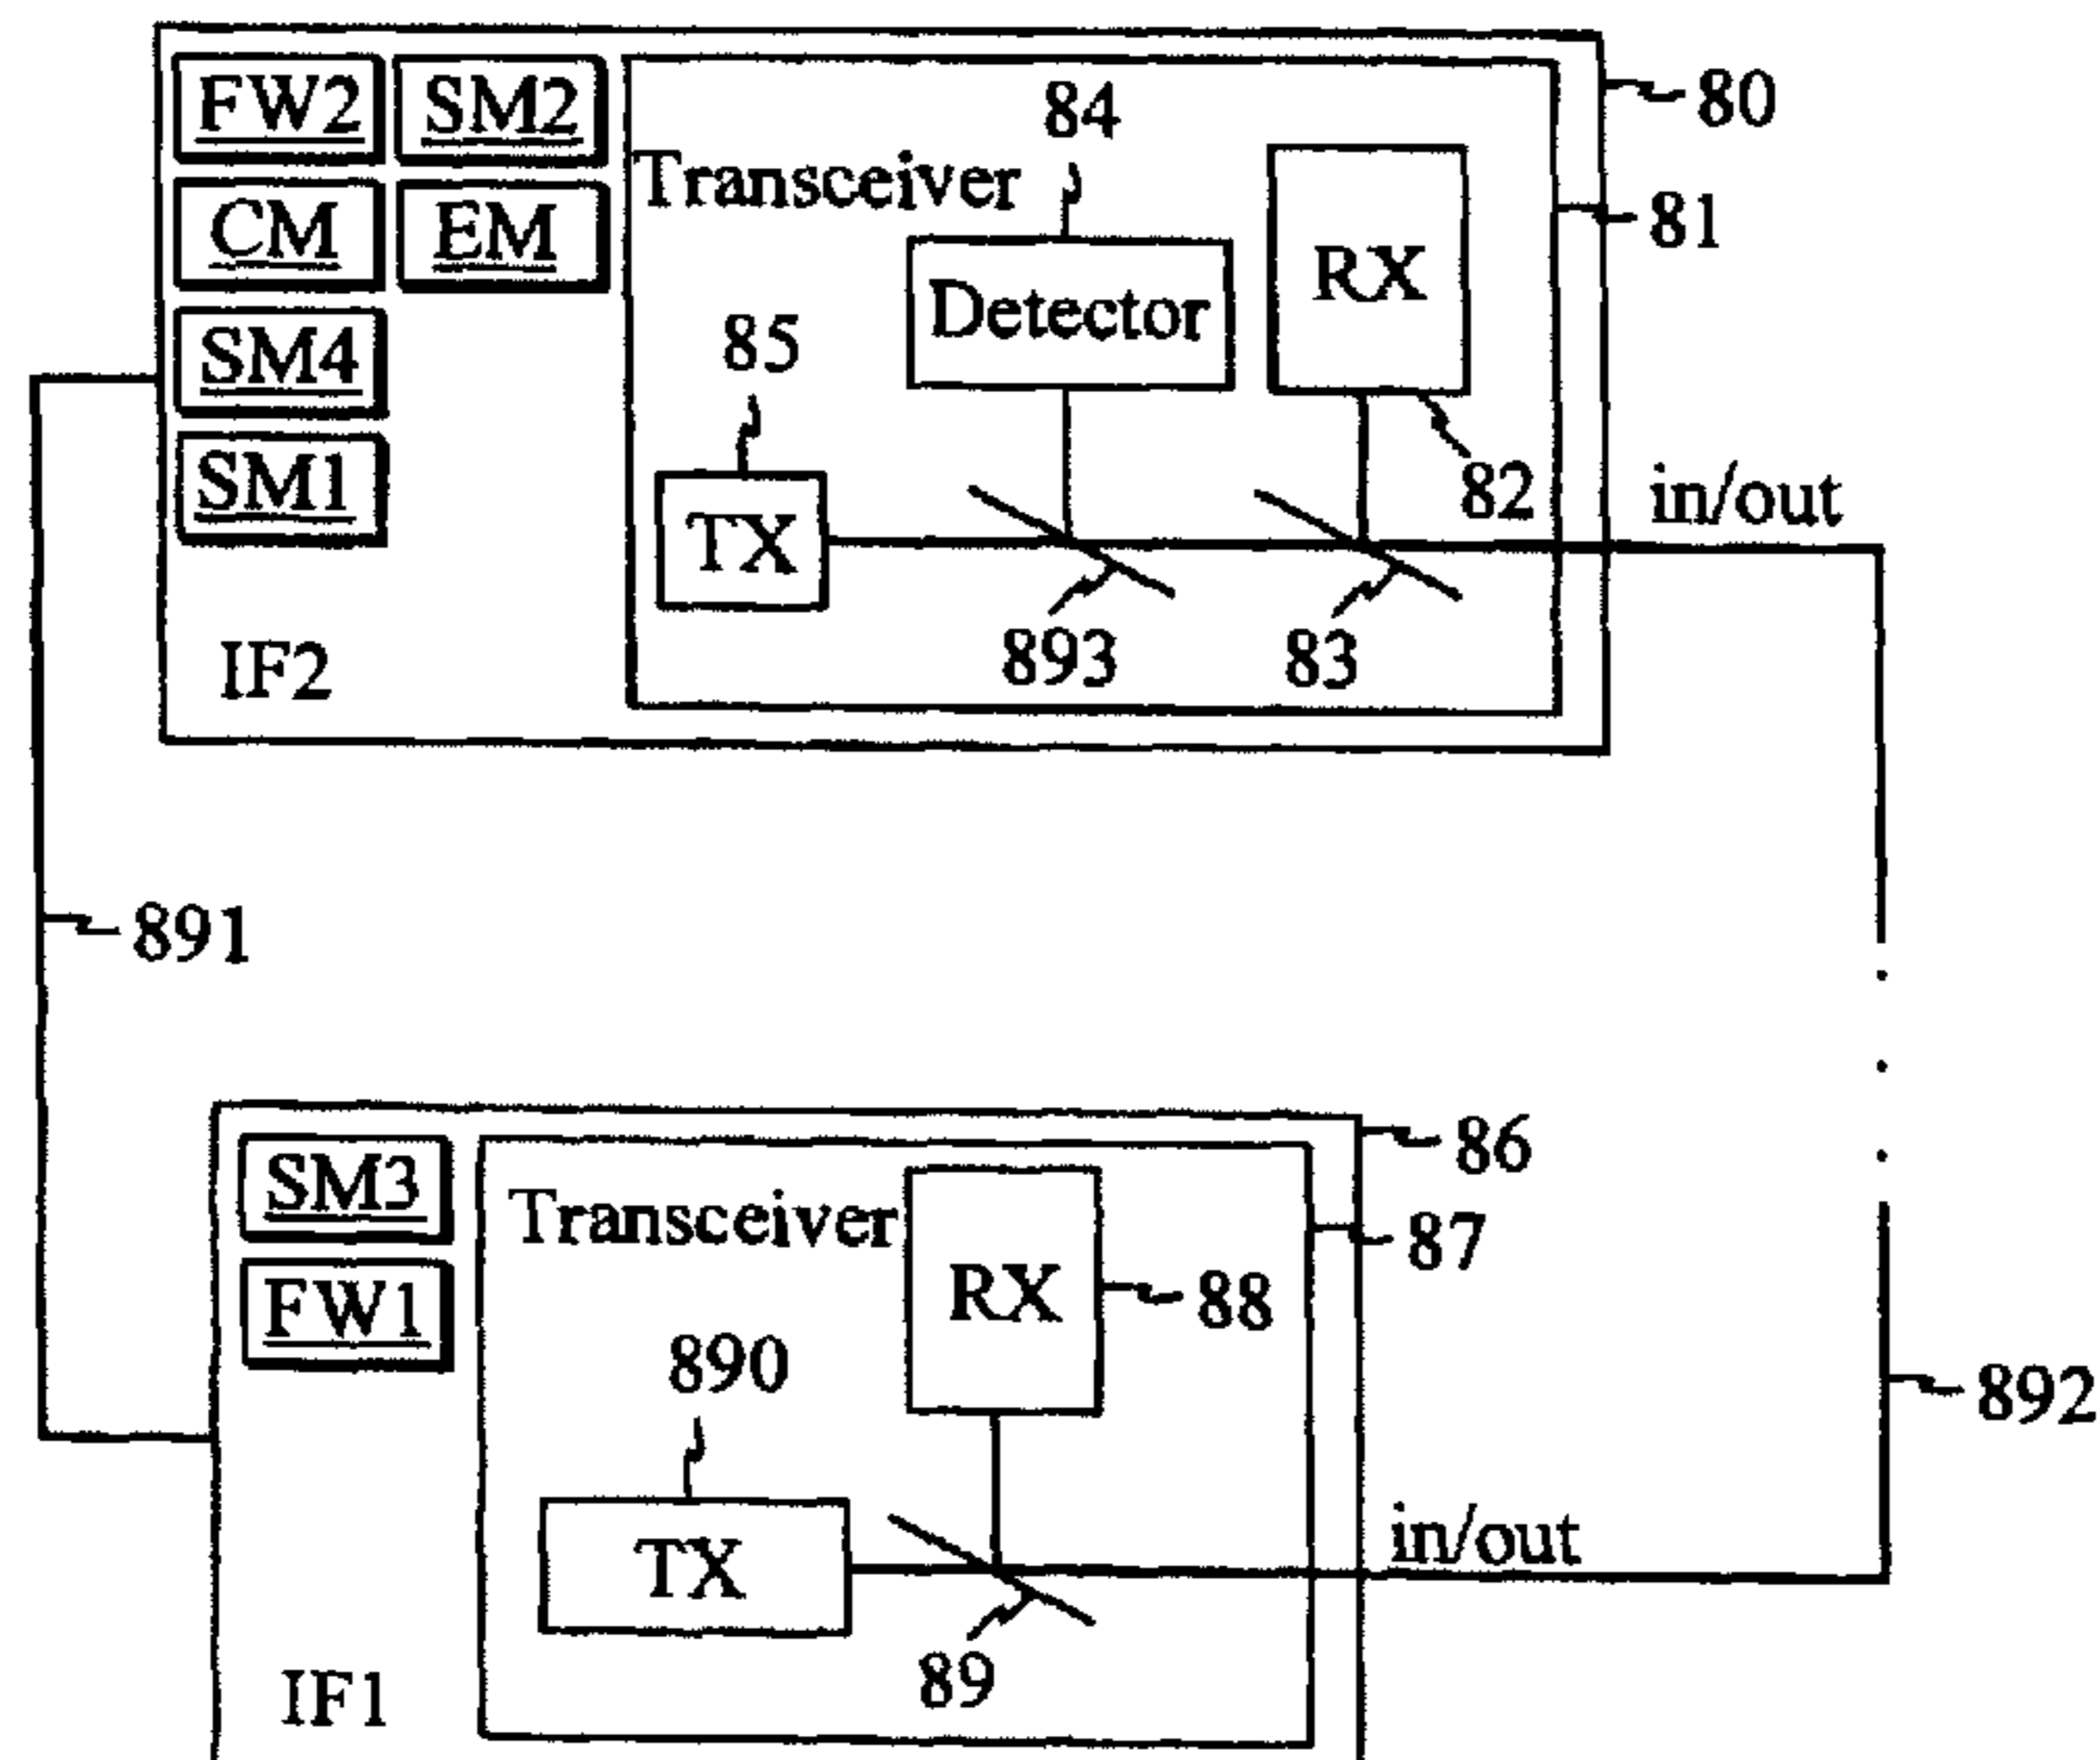 FW2 SM2
CM EM
SM4
SM1
IF2
Transceiver
84
Detector
RX
85
TX
82
893
83
80
81
in/out
891
SM3
FW1
IF1
Transceiver
RX
88
890
TX
89
86
87
in/out
892